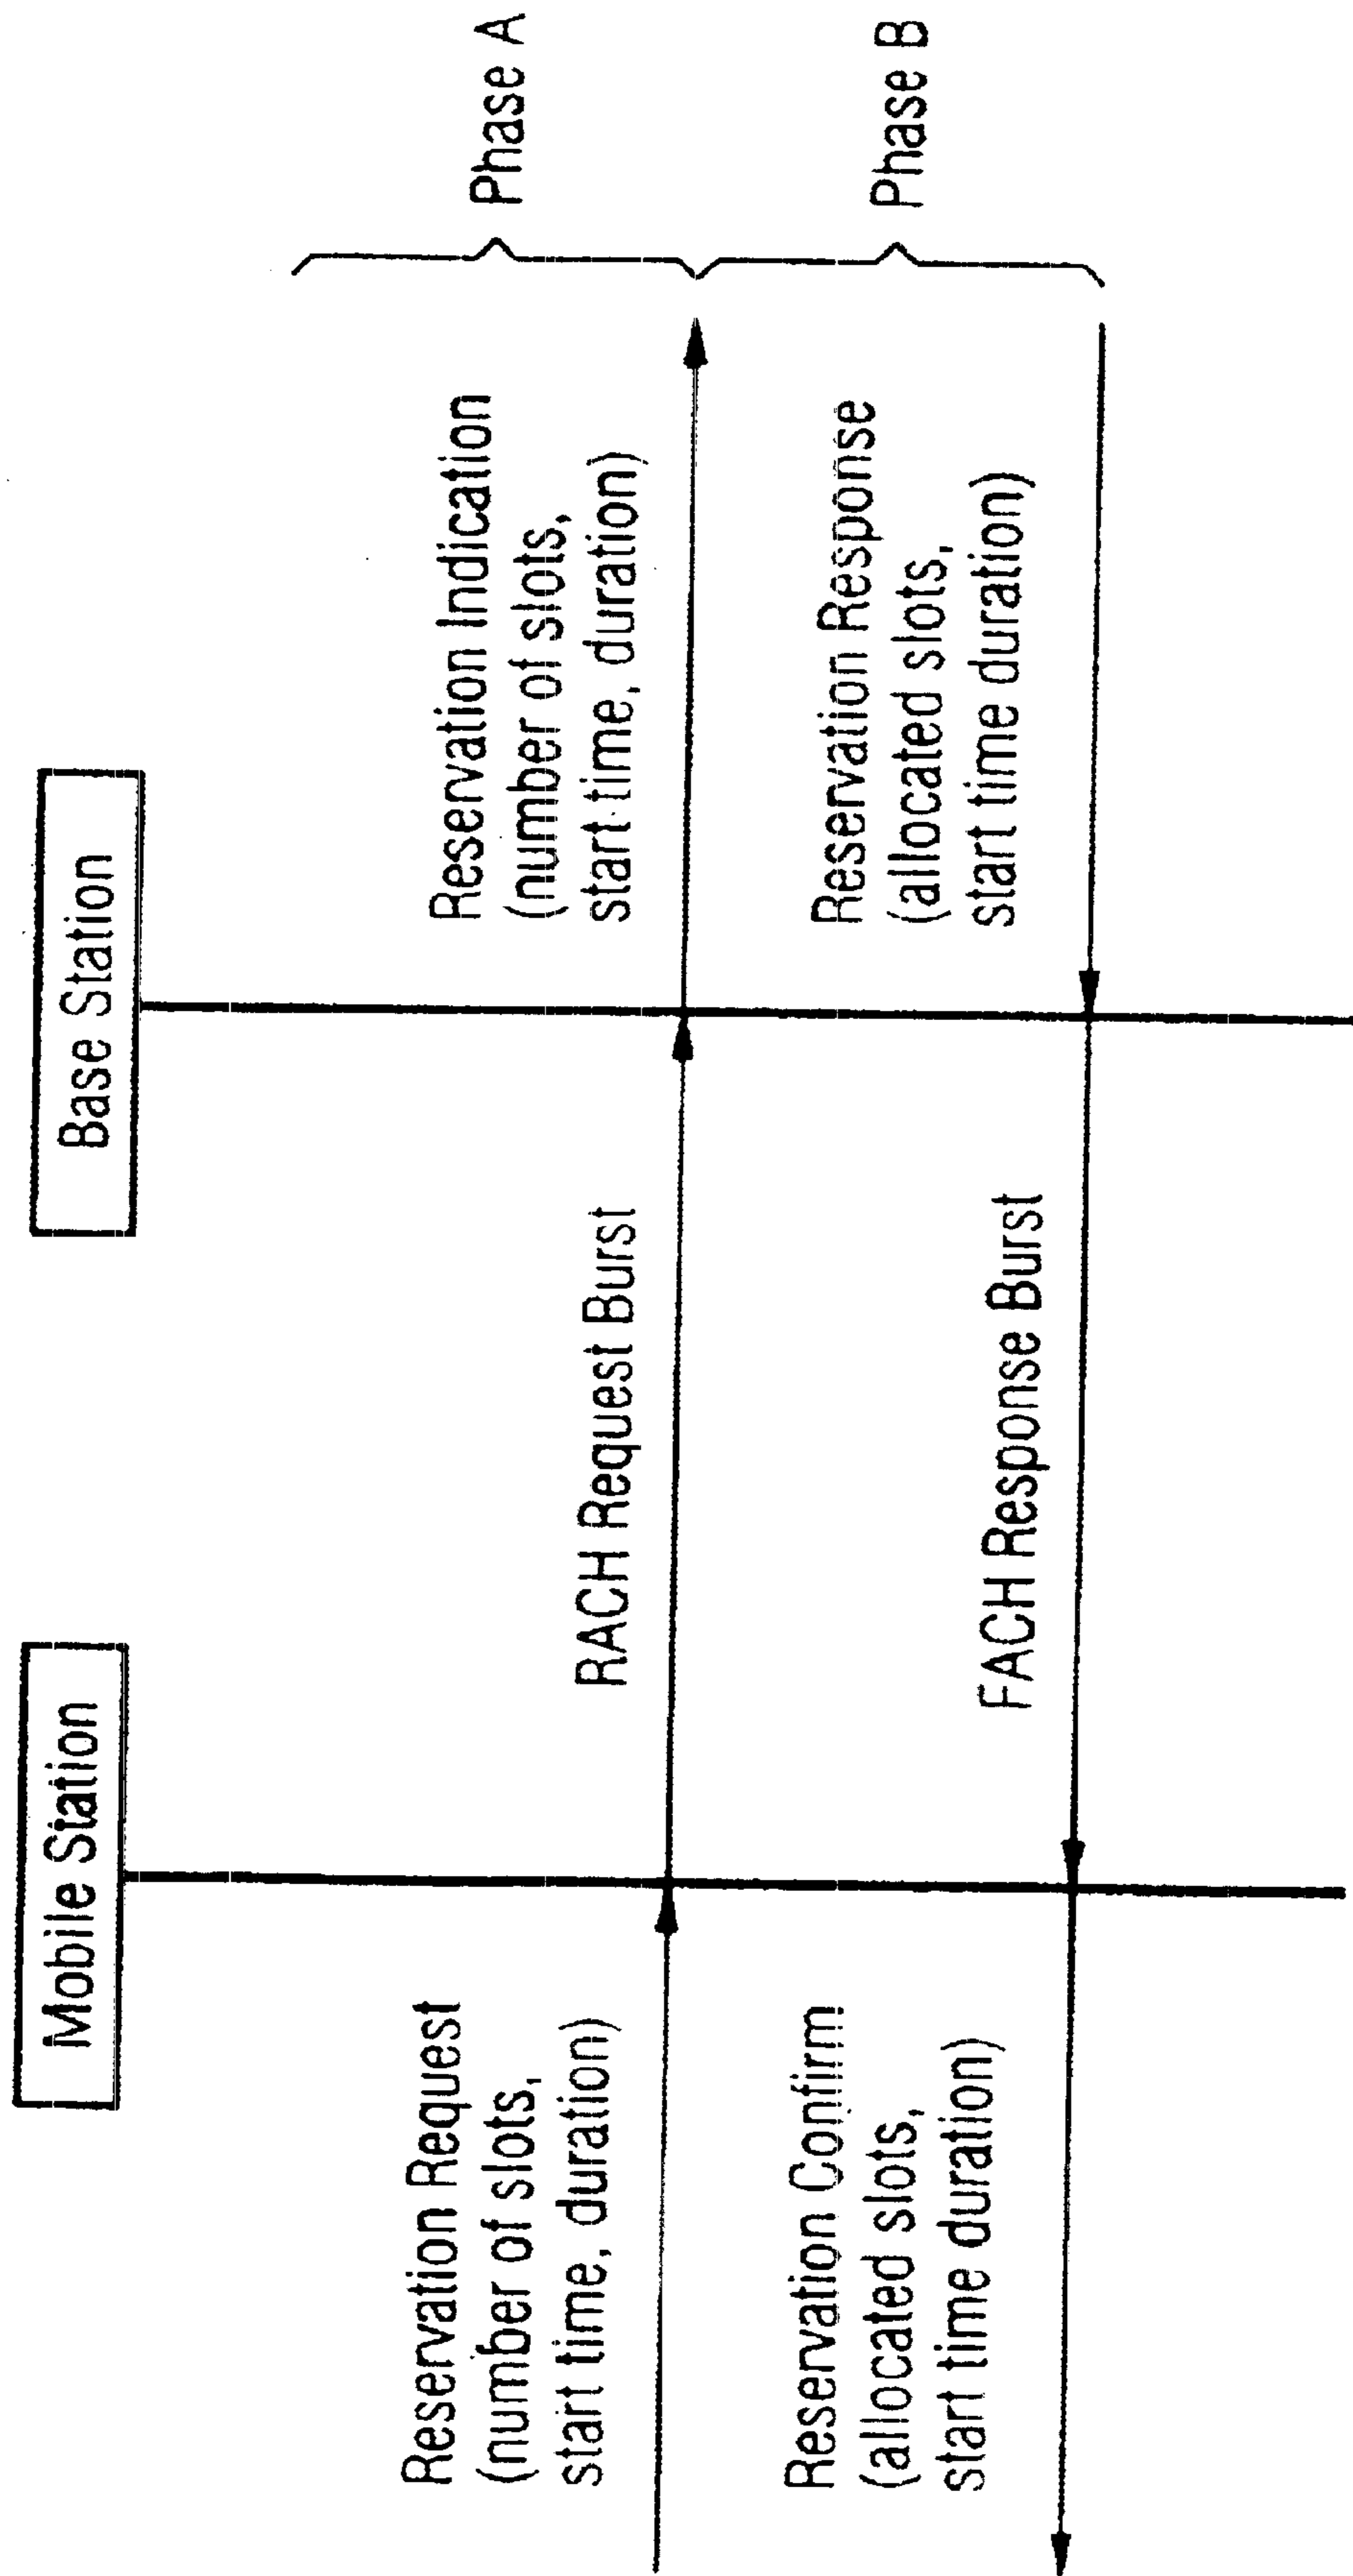 Mobile Station
Base Station
Reservation Request
(number of slots,
start time, duration)
RACH Request Burst
Reservation Indication
(number of slots,
start time, duration)
Phase A
Reservation Confirm
(allocated slots,
start time duration)
FACH Response Burst
Reservation Response
(allocated slots,
start time duration)
Phase B